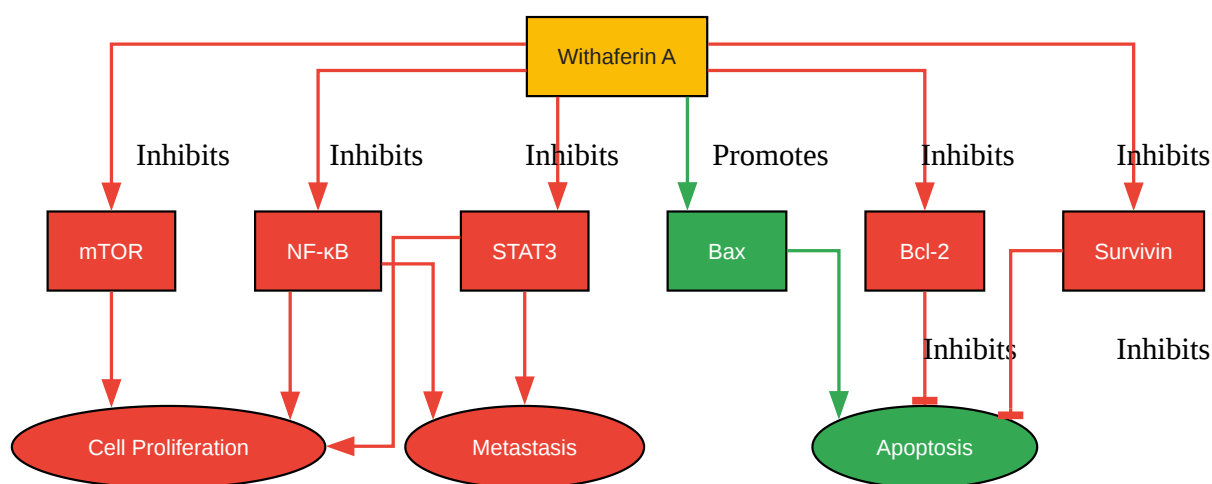 Withaferin A
Inhibits
Inhibits
Inhibits
Promotes
Inhibits
Inhibits
mTOR
NF-κB
STAT3
Bax
Bcl-2
Survivin
Inhibits
Inhibits
Cell Proliferation
Metastasis
Apoptosis